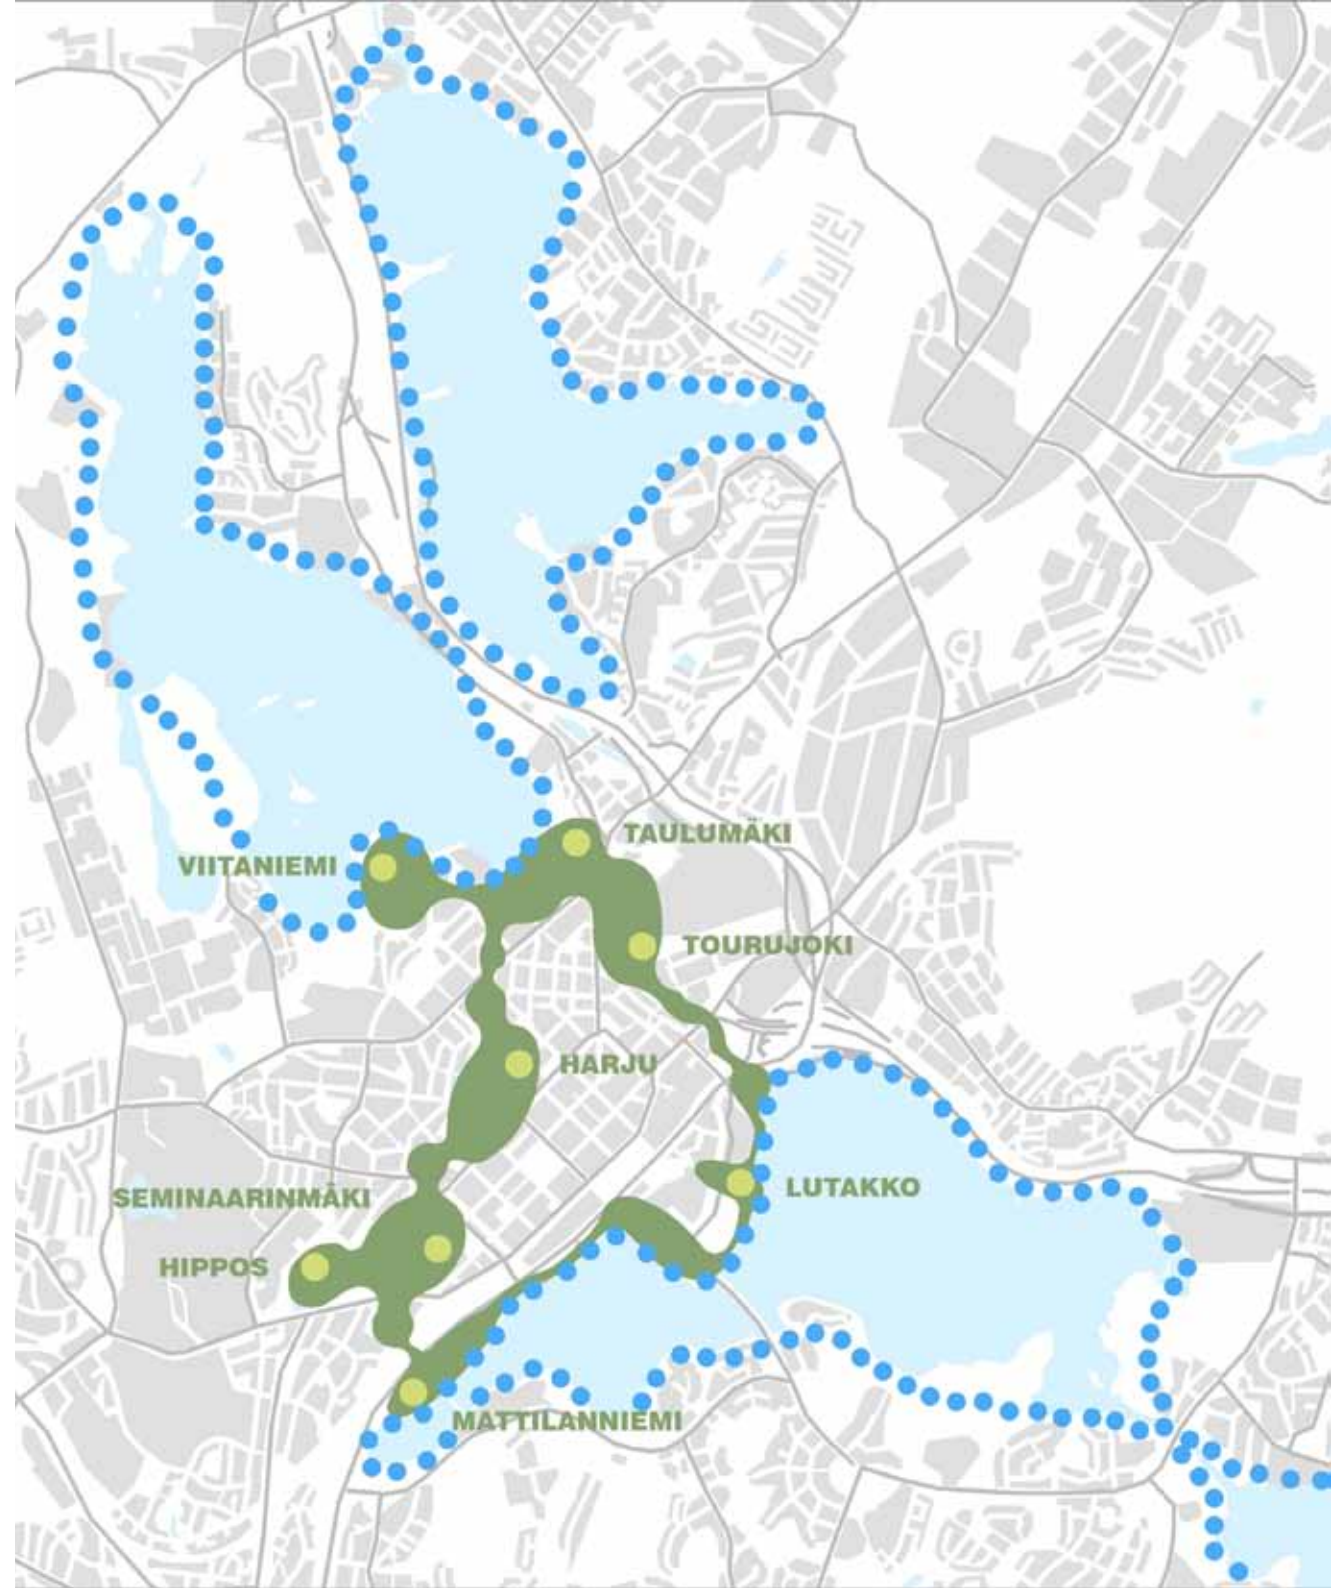 TAULUMÄKI
VIITANIEMI
TOURUJOKI
HARJU
LUTAKKO
SEMINAARINMÄKI
HIPPOS
MATTILANNIEMI